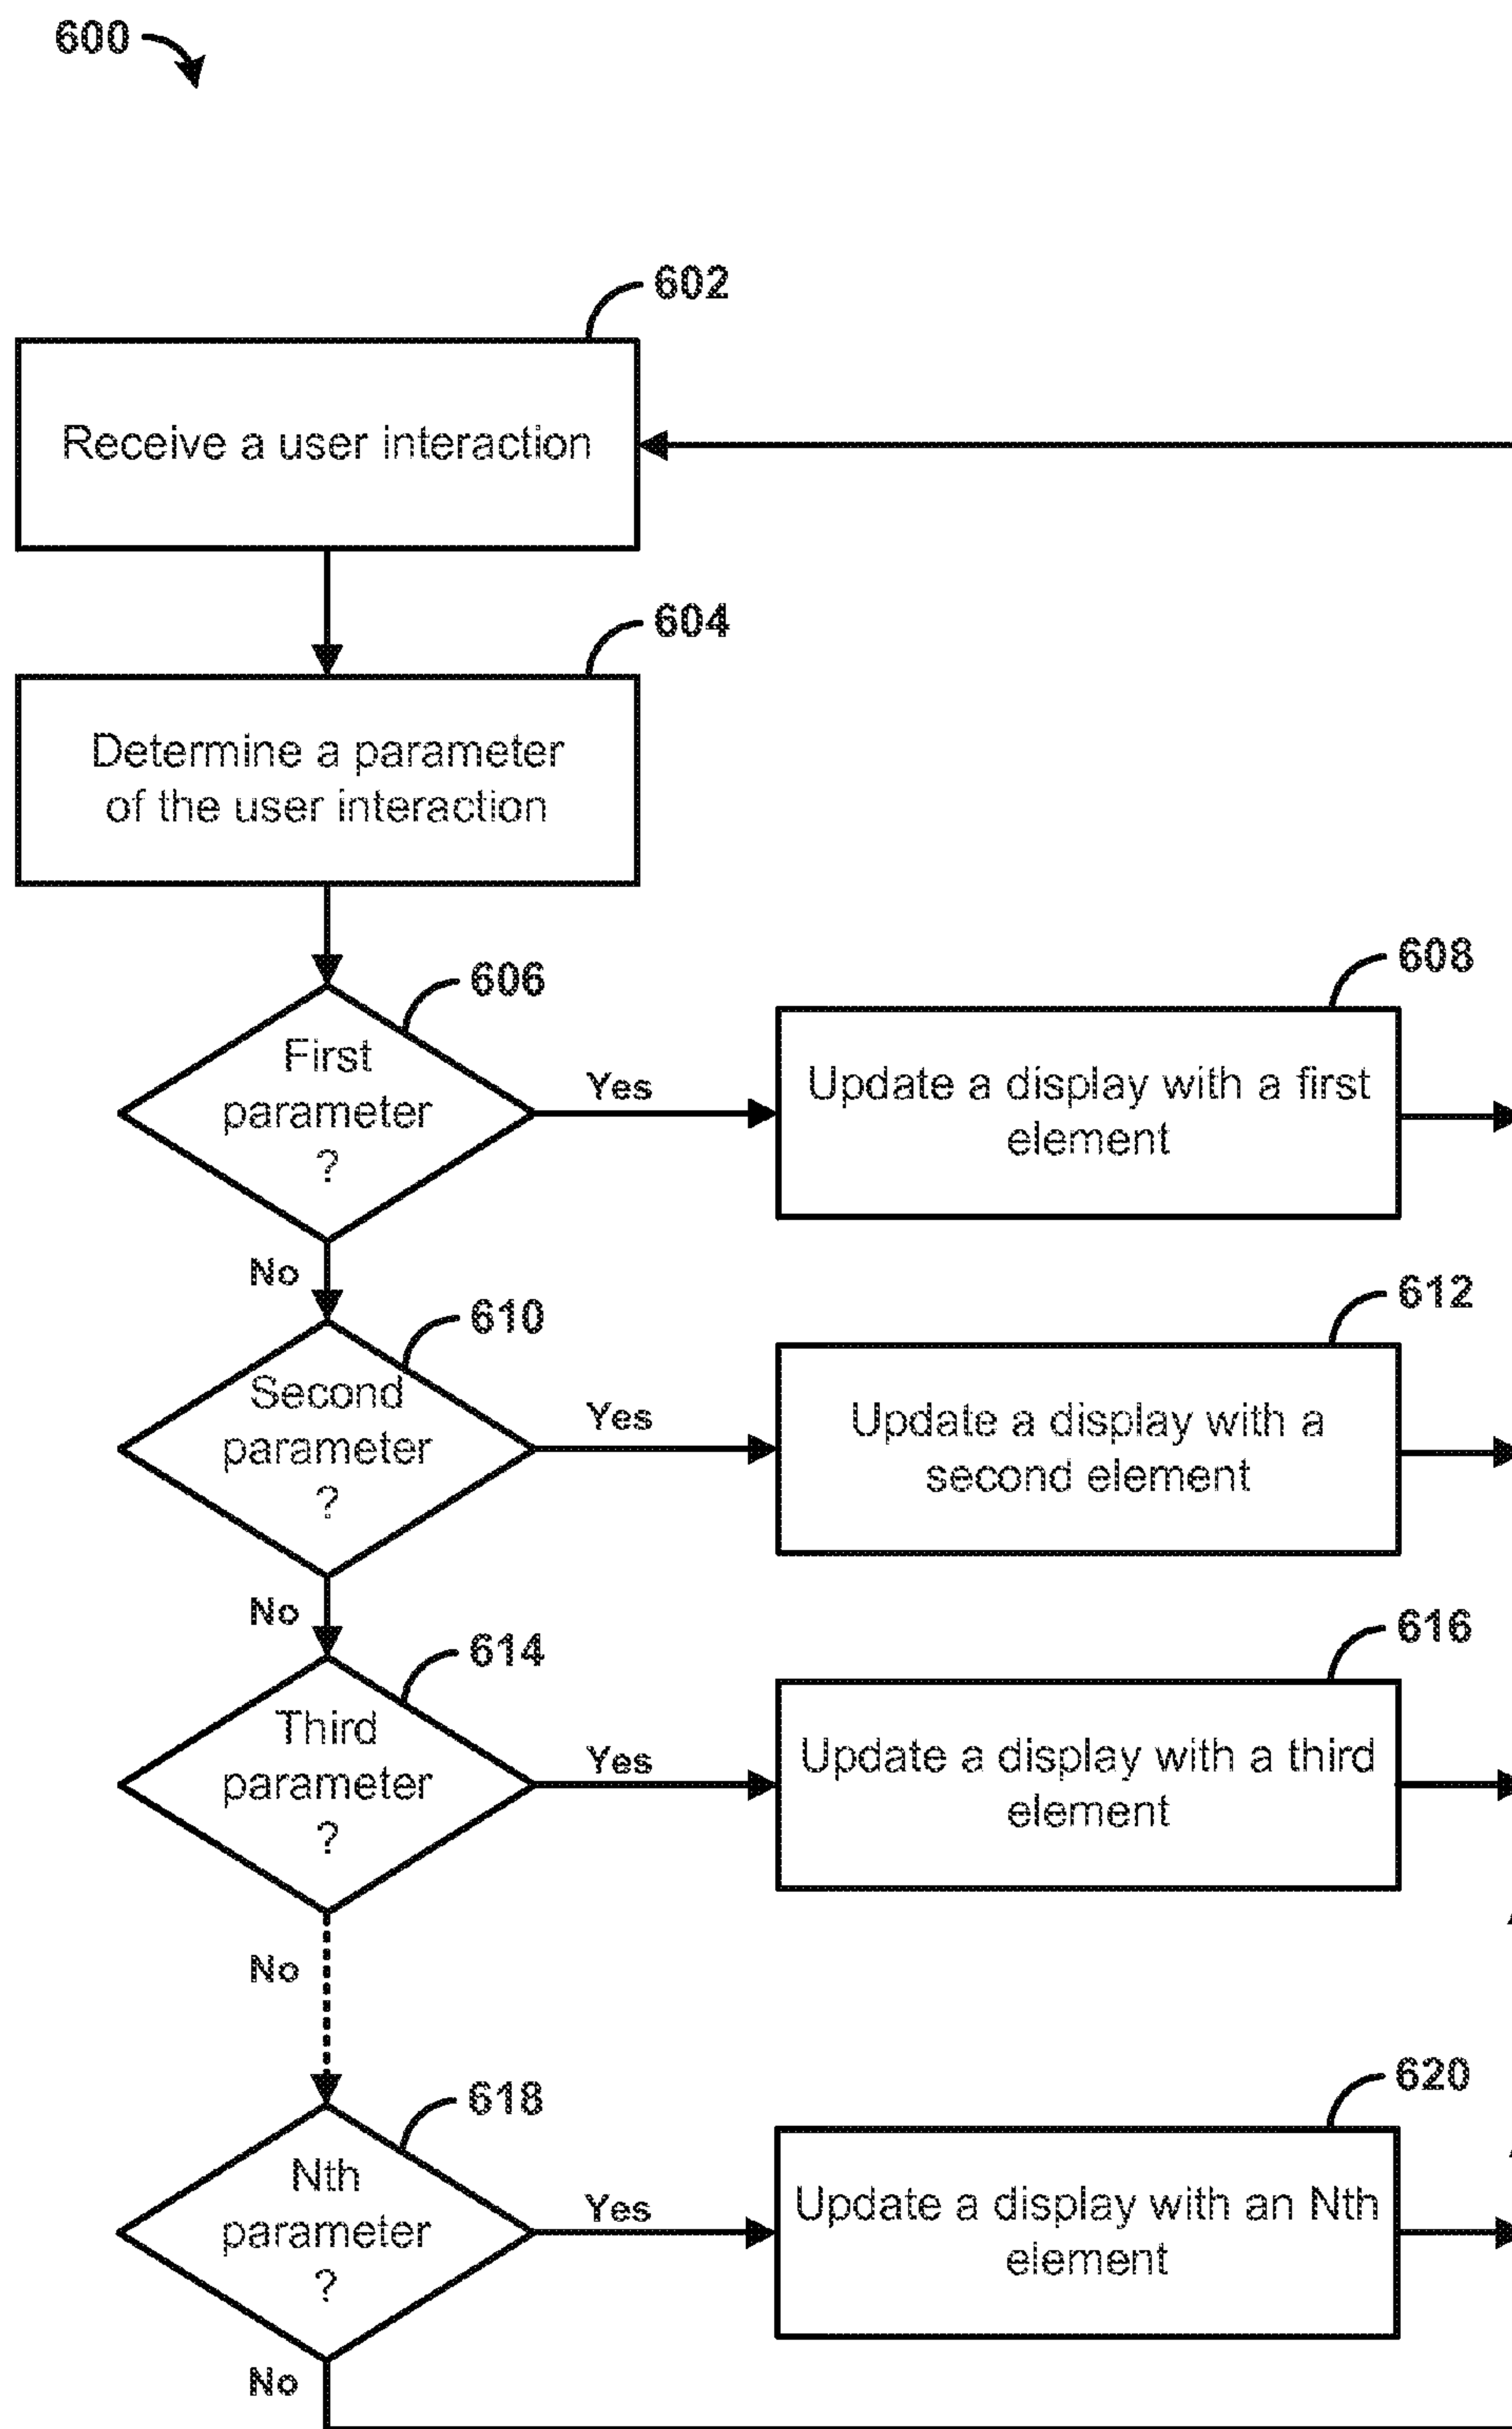 600
602
Receive a user interaction
604
Determine a parameter
of the user interaction
606
First
parameter
?
Yes
608
Update a display with a first
element
No
610
Second
parameter
?
Yes
612
Update a display with a
second element
No
614
Third
parameter
?
Yes
616
Update a display with a third
element
No
618
Nth
parameter
?
Yes
620
Update a display with an Nth
element
No